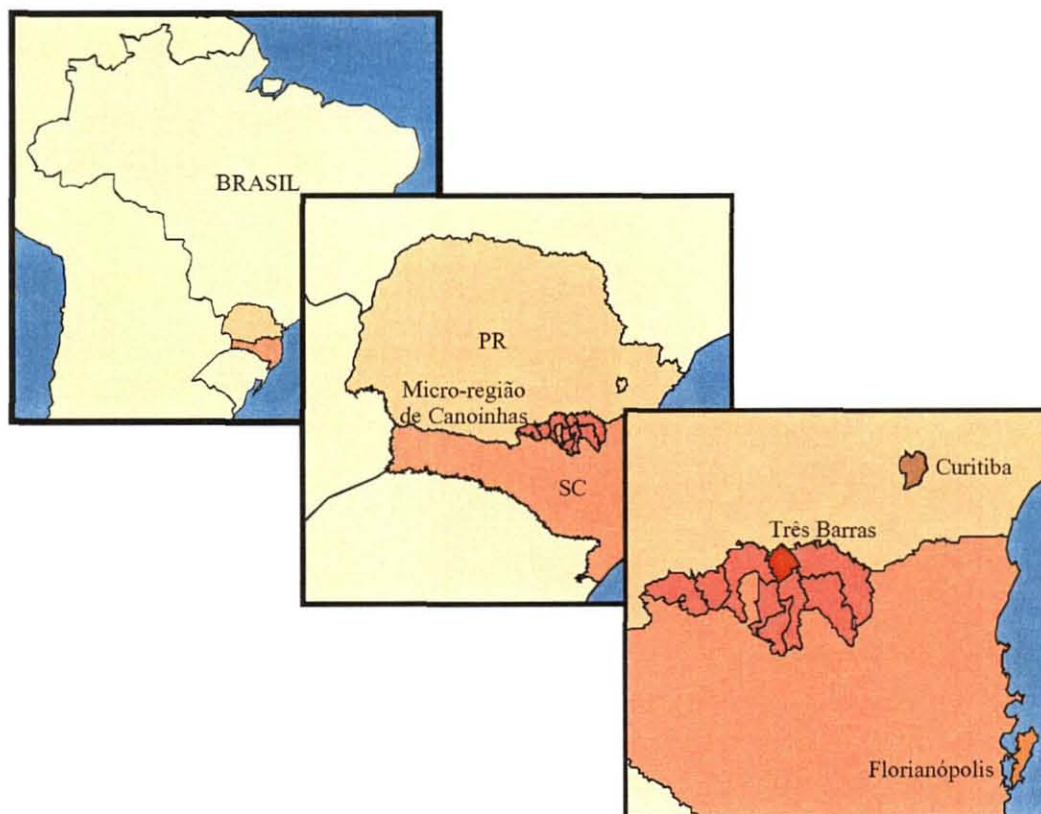 BRASIL
PR
Micro-região
de Canoinhas
SC
Curitiba
Três Barras
Florianópolis